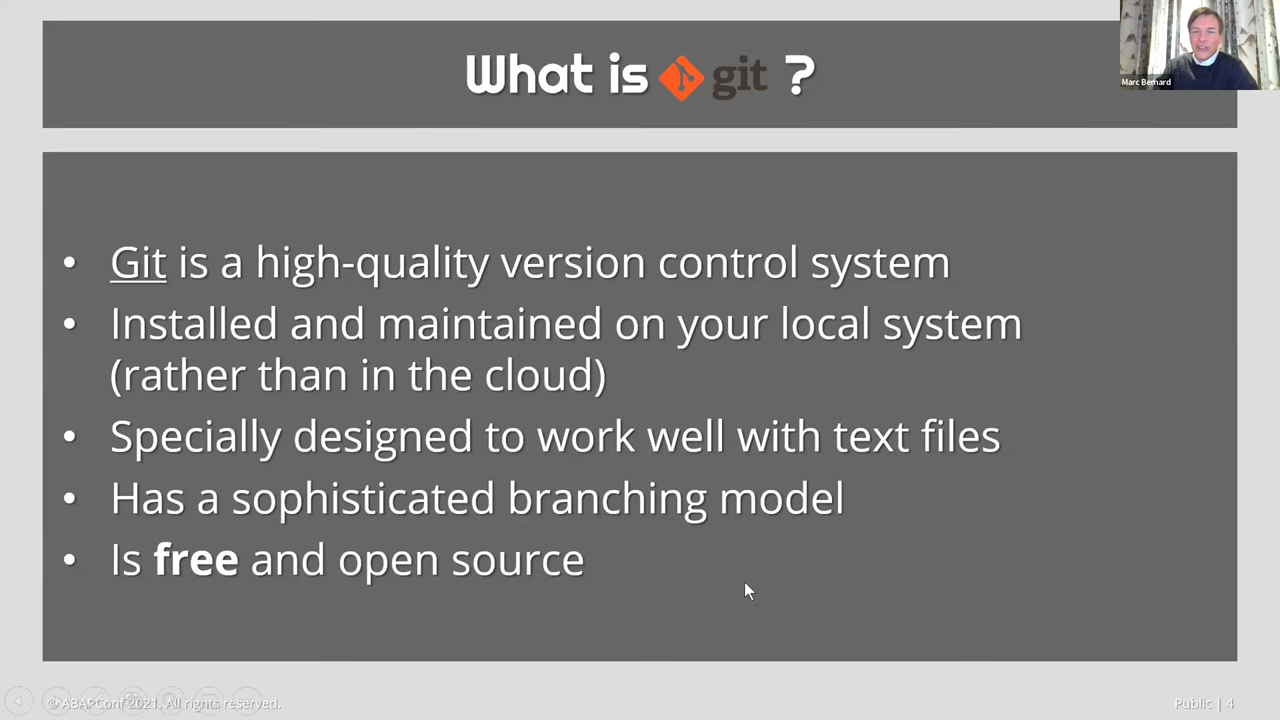 What is git ?
Marc Bernard
• Git is a high-quality version control system
• Installed and maintained on your local system
(rather than in the cloud)
• Specially designed to work well with text files
• Has a sophisticated branching model
• Is free and open source
© ABAPConf 2021. All rights reserved.
Public | 4